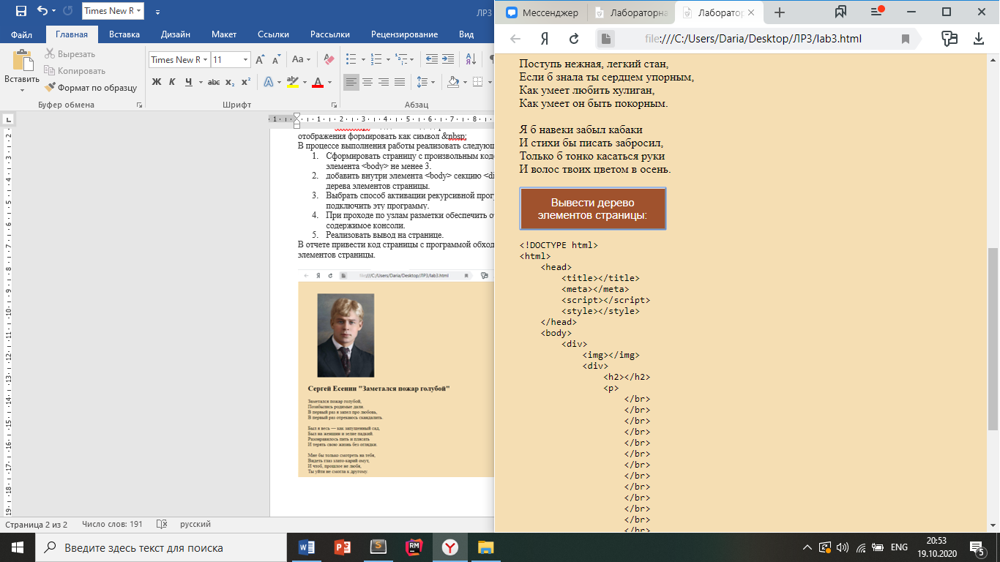 Times New R
ЛР3
Файл
Главная
Вставка
Дизайн
Макет
Ссылки
Рассылки
Рецензирование
Вид
Вставить
Вырезать
Копировать
Формат по образцу
Буфер обмена
Times New R
11
Aa
Ж К Ч abc x₂ x²
Шрифт
Абзац
отображения формировать как символ &nbsp;
В процессе выполнения работы реализовать следующ
1. Сформировать страницу с произвольным код
элемента <body> не менее 3.
2. добавить внутри элемента <body> секцию <di
дерева элементов страницы.
3. Выбрать способ активации рекурсивной прог
подключить эту программу.
4. При проходе по узлам разметки обеспечить о
содержимое консоли.
5. Реализовать вывод на странице.
В отчете привести код страницы с программой обход
элементов страницы.
file:///C:/Users/Daria/Desktop/ЛР3/lab3.html
Сергей Есенин "Заметался пожар голубой"
Заметался пожар голубой,
Позабылись родимые дали.
В первый раз я запел про любовь,
В первый раз отрекаюсь скандалить.
Был я весь — как запущенный сад,
Был на женщин и зелие падкий.
Разонравилось пить и плясать
И терять свою жизнь без оглядки.
Мне бы только смотреть на тебя,
Видеть глаз злато-карий омут,
И чтоб, прошлое не любя,
Ты уйти не смогла к другому.
Страница 2 из 2
Число слов: 191
русский
Мессенджер
Лабораторна
Лаборатор
file:///C:/Users/Daria/Desktop/ЛР3/lab3.html
Поступь нежная, легкий стан,
Если б знала ты сердцем упорным,
Как умеет любить хулиган,
Как умеет он быть покорным.
Я б навеки забыл кабаки
И стихи бы писать забросил,
Только б тонко касаться руки
И волос твоих цветом в осень.
Вывести дерево
элементов страницы:
<!DOCTYPE html>
<html>
<head>
<title></title>
<meta></meta>
<script></script>
<style></style>
</head>
<body>
<div>
<img></img>
<div>
<h2></h2>
<p>
</br>
</br>
</br>
</br>
</br>
</br>
</br>
</br>
</br>
</br>
</br>
</br>
</br>
Введите здесь текст для поиска
ENG
20:53
19.10.2020
5